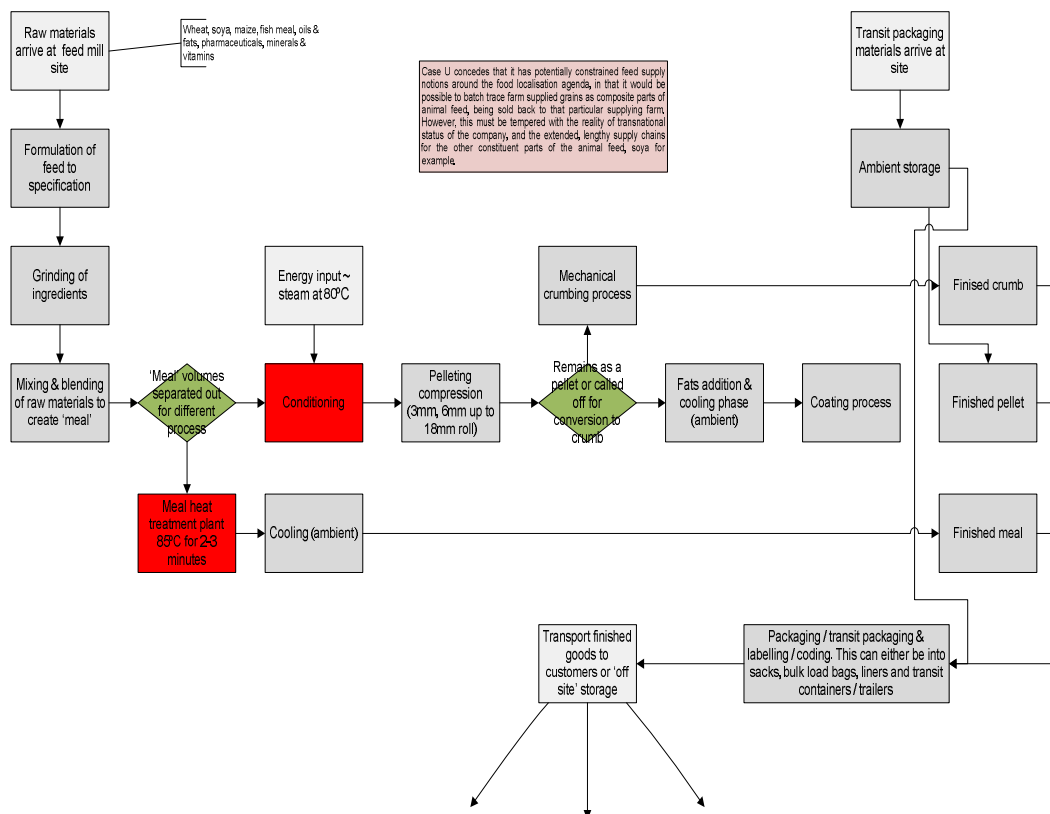 Raw materials
arrive at feed mill
site
Wheat, soya, maize, fish meal, oils &
fats, pharmaceuticals, minerals &
vitamins
Transit packaging
materials arrive at
site
Case U concedes that it has potentially constrained feed supply
notions around the food localisation agenda, in that it would be
possible to batch trace farm supplied grains as composite parts of
animal feed, being sold back to that particular supplying farm.
However, this must be tempered with the reality of transnational
status of the company, and the extended, lengthy supply chains
for the other constituent parts of the animal feed, soya for
example.
Formulation of
feed to
specification
Ambient storage
Grinding of
ingredients
Energy input ~
steam at 80ºC
Mechanical
crumbing process
Finised crumb
Mixing & blending
of raw materials to
create ‘meal’
‘Meal’ volumes
separated out
for different
process
Conditioning
Pelleting
compression
(3mm, 6mm up to
18mm roll)
Remains as a
pellet or called
off for
conversion to
crumb
Fats addition &
cooling phase
(ambient)
Coating process
Finished pellet
Meal heat
treatment plant
85ºC for 2-3
minutes
Cooling (ambient)
Finished meal
Transport finished
goods to
customers or ‘off
site’ storage
Packaging / transit packaging &
labelling / coding. This can either be into
sacks, bulk load bags, liners and transit
containers / trailers